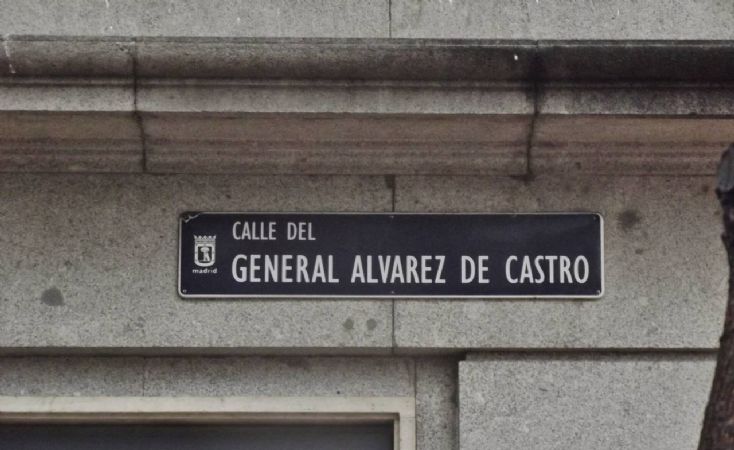 CALLE DEL
GENERAL ALVAREZ DE CASTRO
madrid